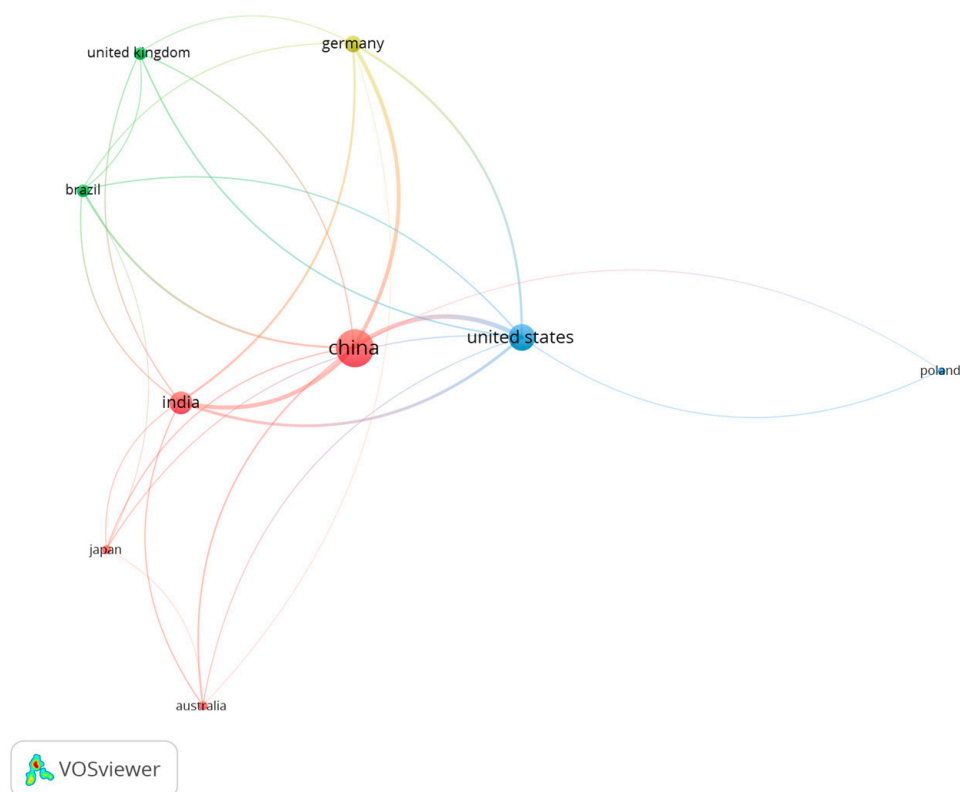 germany
united kingdom
brazil
united states
china
poland
india
japan
australia
VOSviewer